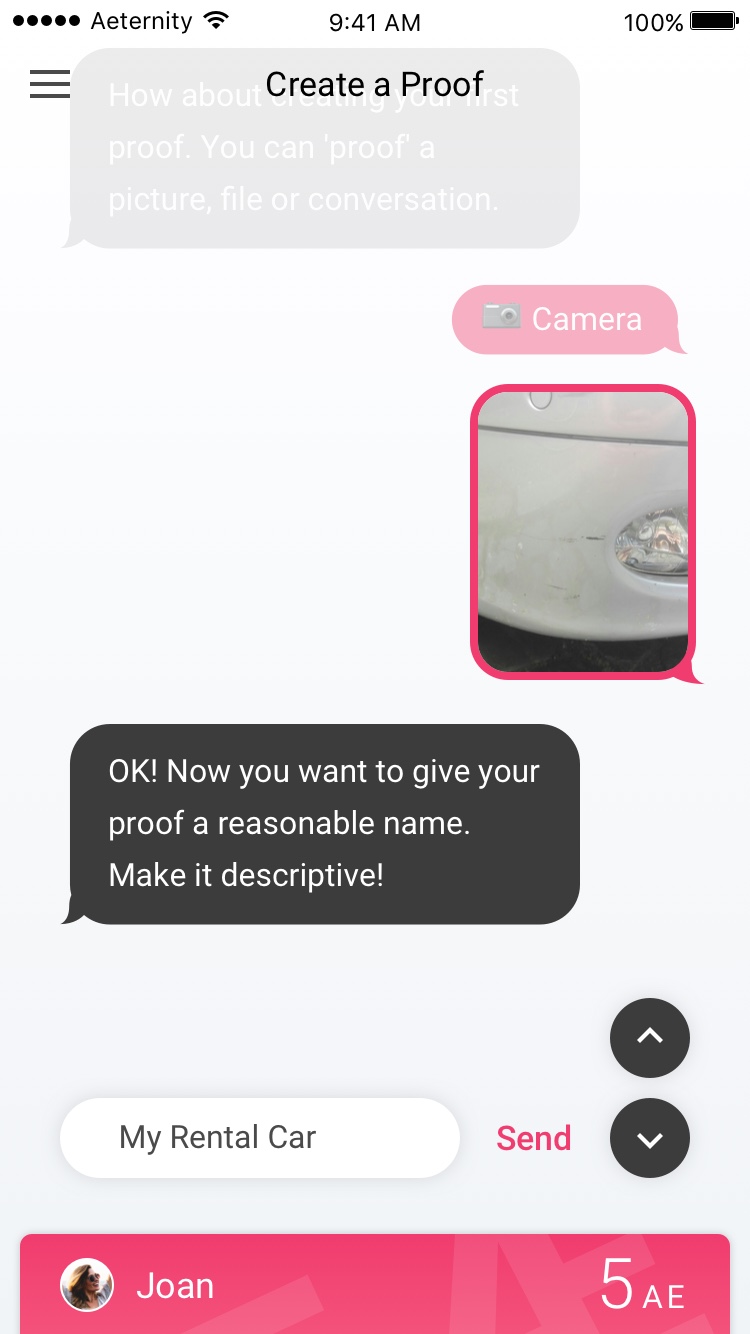 Aeternity 9:41 AM 100%
Create a Proof
How about creating your first
proof. You can 'proof' a
picture, file or conversation.
Camera
OK! Now you want to give your
proof a reasonable name.
Make it descriptive!
My Rental Car Send
Joan 5 AE